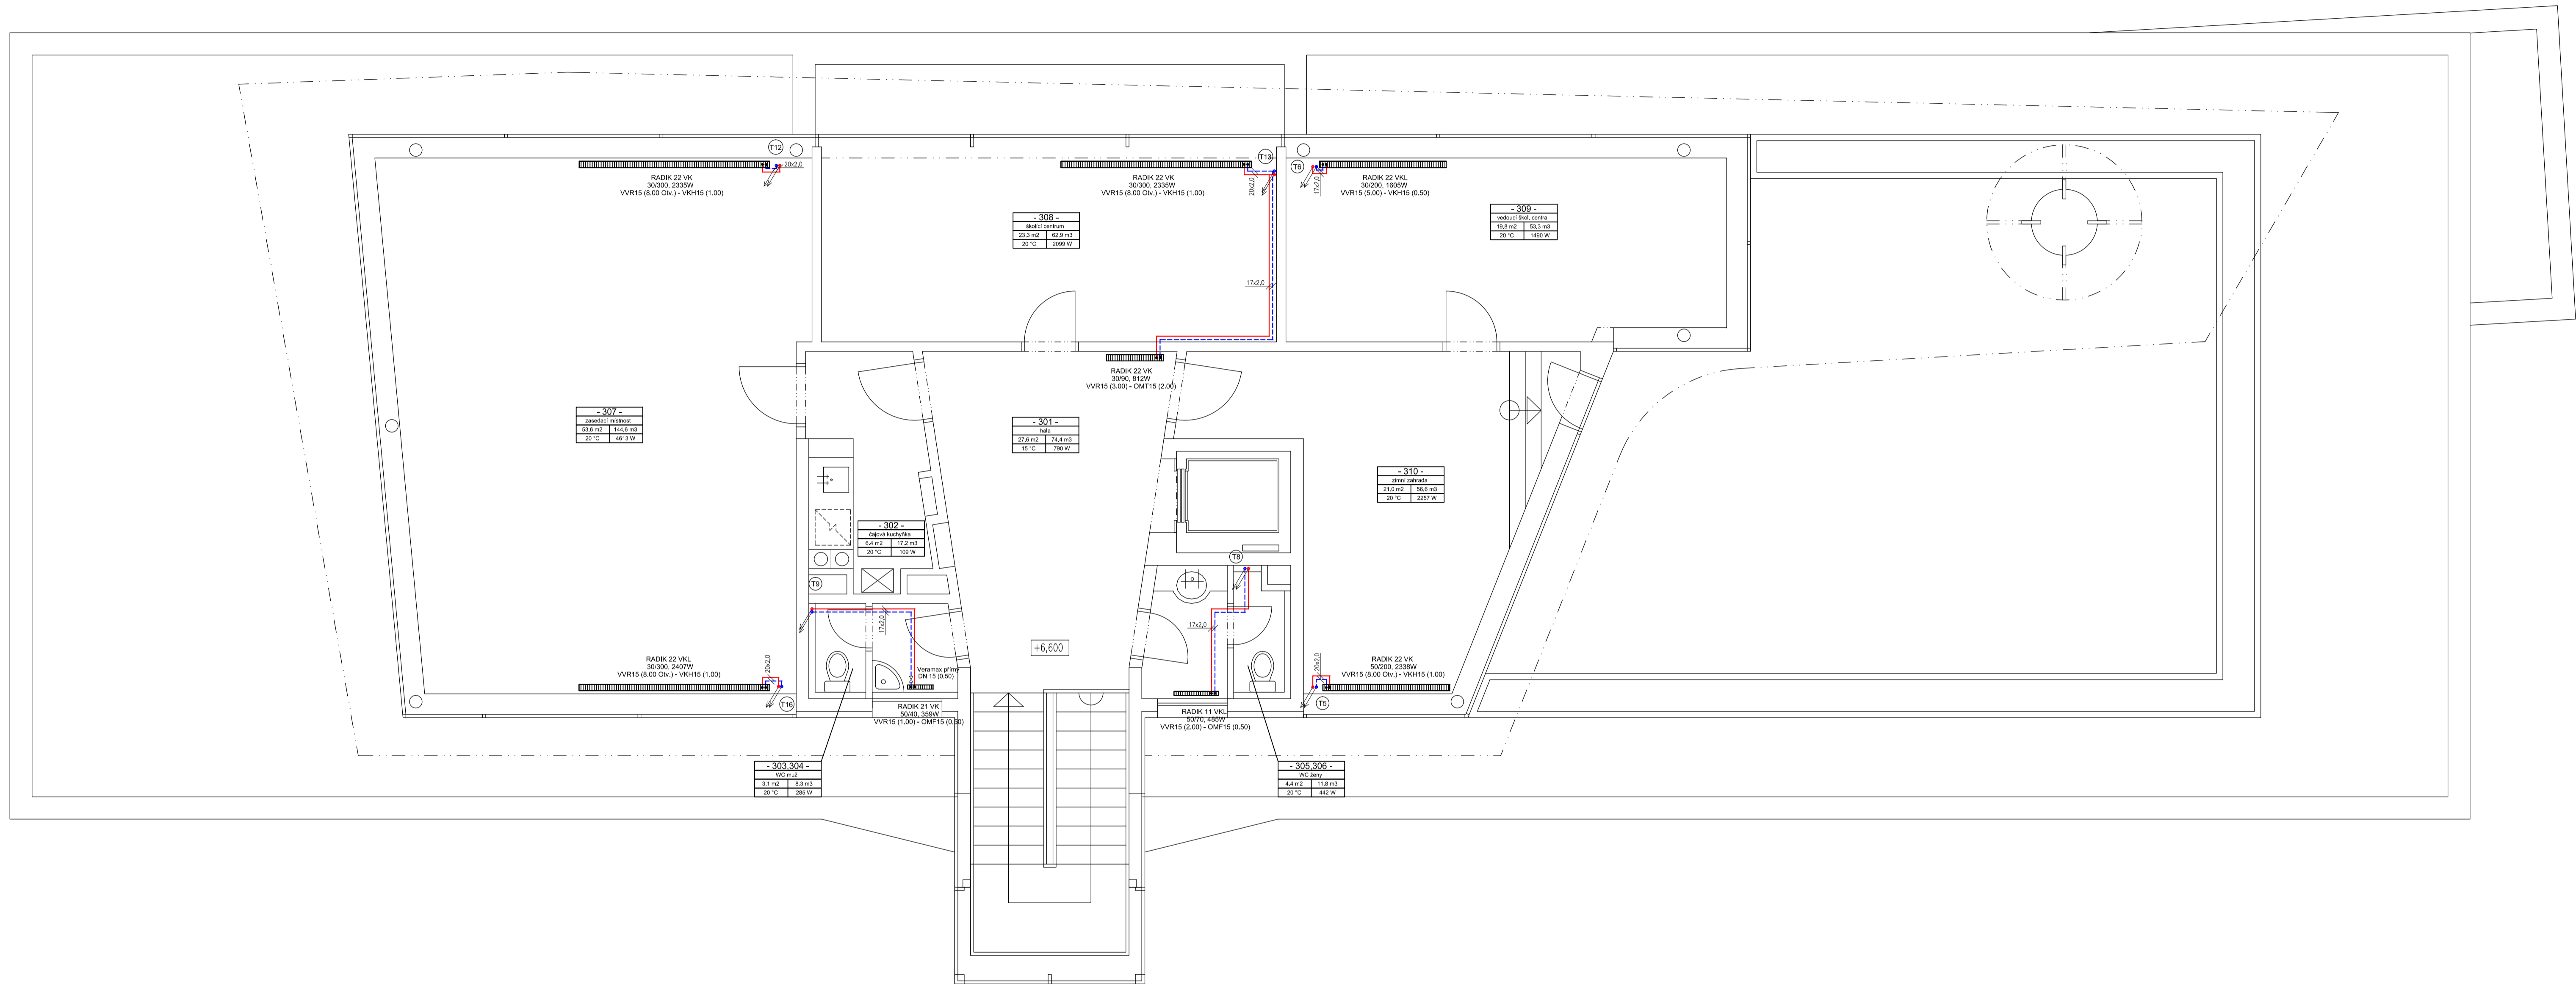 T12
20x2,0
RADIK 22 VK
30/300, 2335W
VVR15 (8.00 Otv.) - VKH15 (1.00)
T13
20x2,0
RADIK 22 VK
30/300, 2335W
VVR15 (8.00 Otv.) - VKH15 (1.00)
T6
17x2,0
RADIK 22 VKL
30/200, 1605W
VVR15 (5.00) - VKH15 (0.50)
- 308 -
školící centrum
23,3 m2 62,9 m3
20 °C 2099 W
- 309 -
vedoucí škol. centra
19,8 m2 53,3 m3
20 °C 1490 W
17x2,0
RADIK 22 VK
30/90, 812W
VVR15 (3.00) - OMT15 (2.00)
- 307 -
zasedací místnost
53,6 m2 144,6 m3
20 °C 4613 W
- 301 -
hala
27,6 m2 74,4 m3
15 °C 790 W
- 310 -
zimní zahrada
21,0 m2 56,6 m3
20 °C 2257 W
- 302 -
čajová kuchyňka
6,4 m2 17,2 m3
20 °C 109 W
T9
T8
17x2,0
17x2,0
+6,600
RADIK 22 VKL
30/300, 2407W
VVR15 (8.00 Otv.) - VKH15 (1.00)
20x2,0
T16
Veramax přímý
DN 15 (0,50)
RADIK 21 VK
50/40, 359W
VVR15 (1.00) - OMF15 (0.50)
RADIK 11 VKL
50/70, 485W
VVR15 (2.00) - OMF15 (0.50)
20x2,0
T5
RADIK 22 VK
50/200, 2338W
VVR15 (8.00 Otv.) - VKH15 (1.00)
- 303,304 -
WC muži
3,1 m2 8,3 m3
20 °C 285 W
- 305,306 -
WC ženy
4,4 m2 11,8 m3
20 °C 442 W